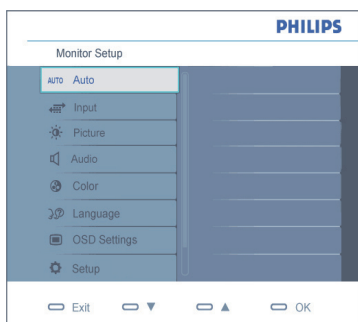 PHILIPS
Monitor Setup
AUTO Auto
Input
Picture
Audio
Color
Language
OSD Settings
Setup
Exit ▼ ▲ OK